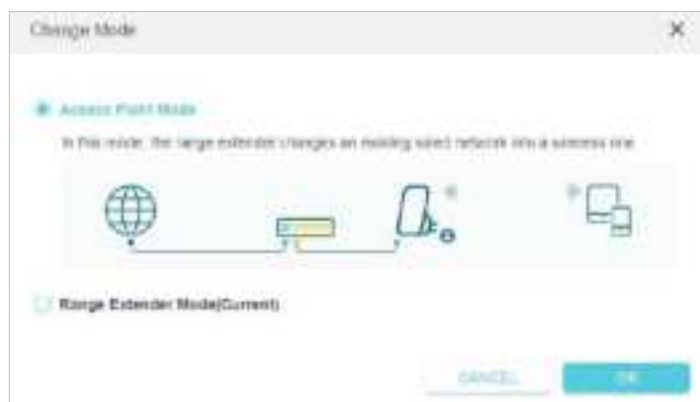 Change Mode
Access Point Mode
In this mode, the range extender changes an existing wired network into a wireless one.
Range Extender Mode(Current)
CANCEL
OK